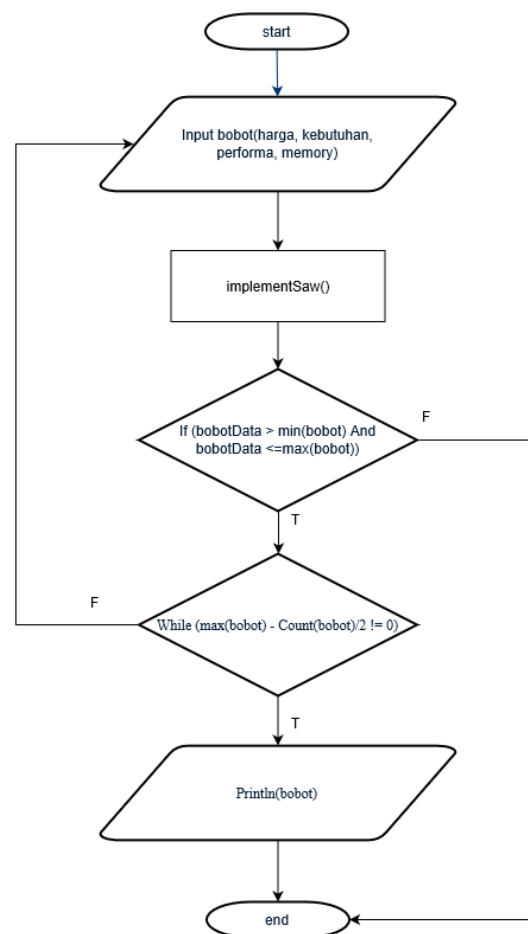 start
Input bobot(harga, kebutuhan,
performa, memory)
implementSaw()
If (bobotData > min(bobot) And
bobotData <=max(bobot))
F
T
While (max(bobot) - Count(bobot)/2 != 0)
F
T
Println(bobot)
end